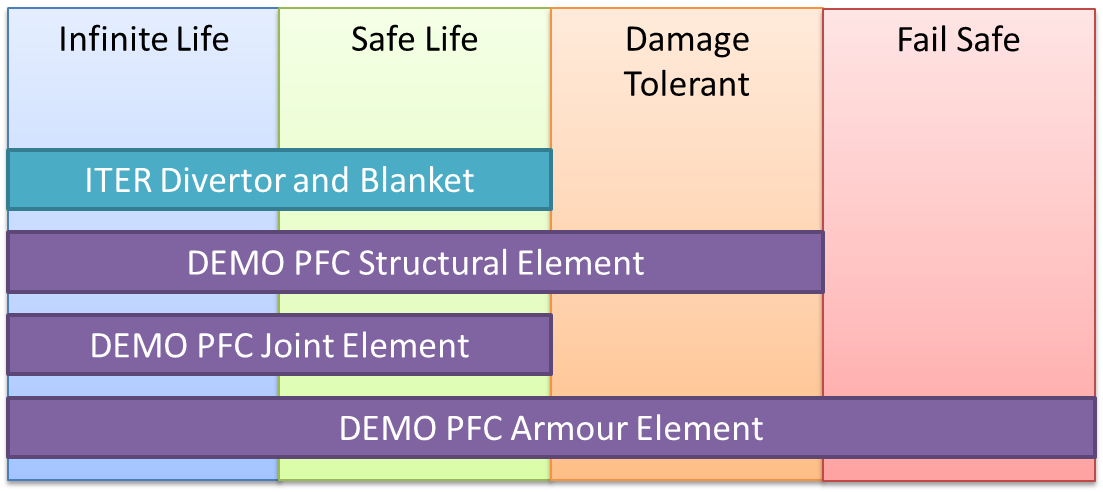 Infinite Life
Safe Life
Damage
Tolerant
Fail Safe
ITER Divertor and Blanket
DEMO PFC Structural Element
DEMO PFC Joint Element
DEMO PFC Armour Element